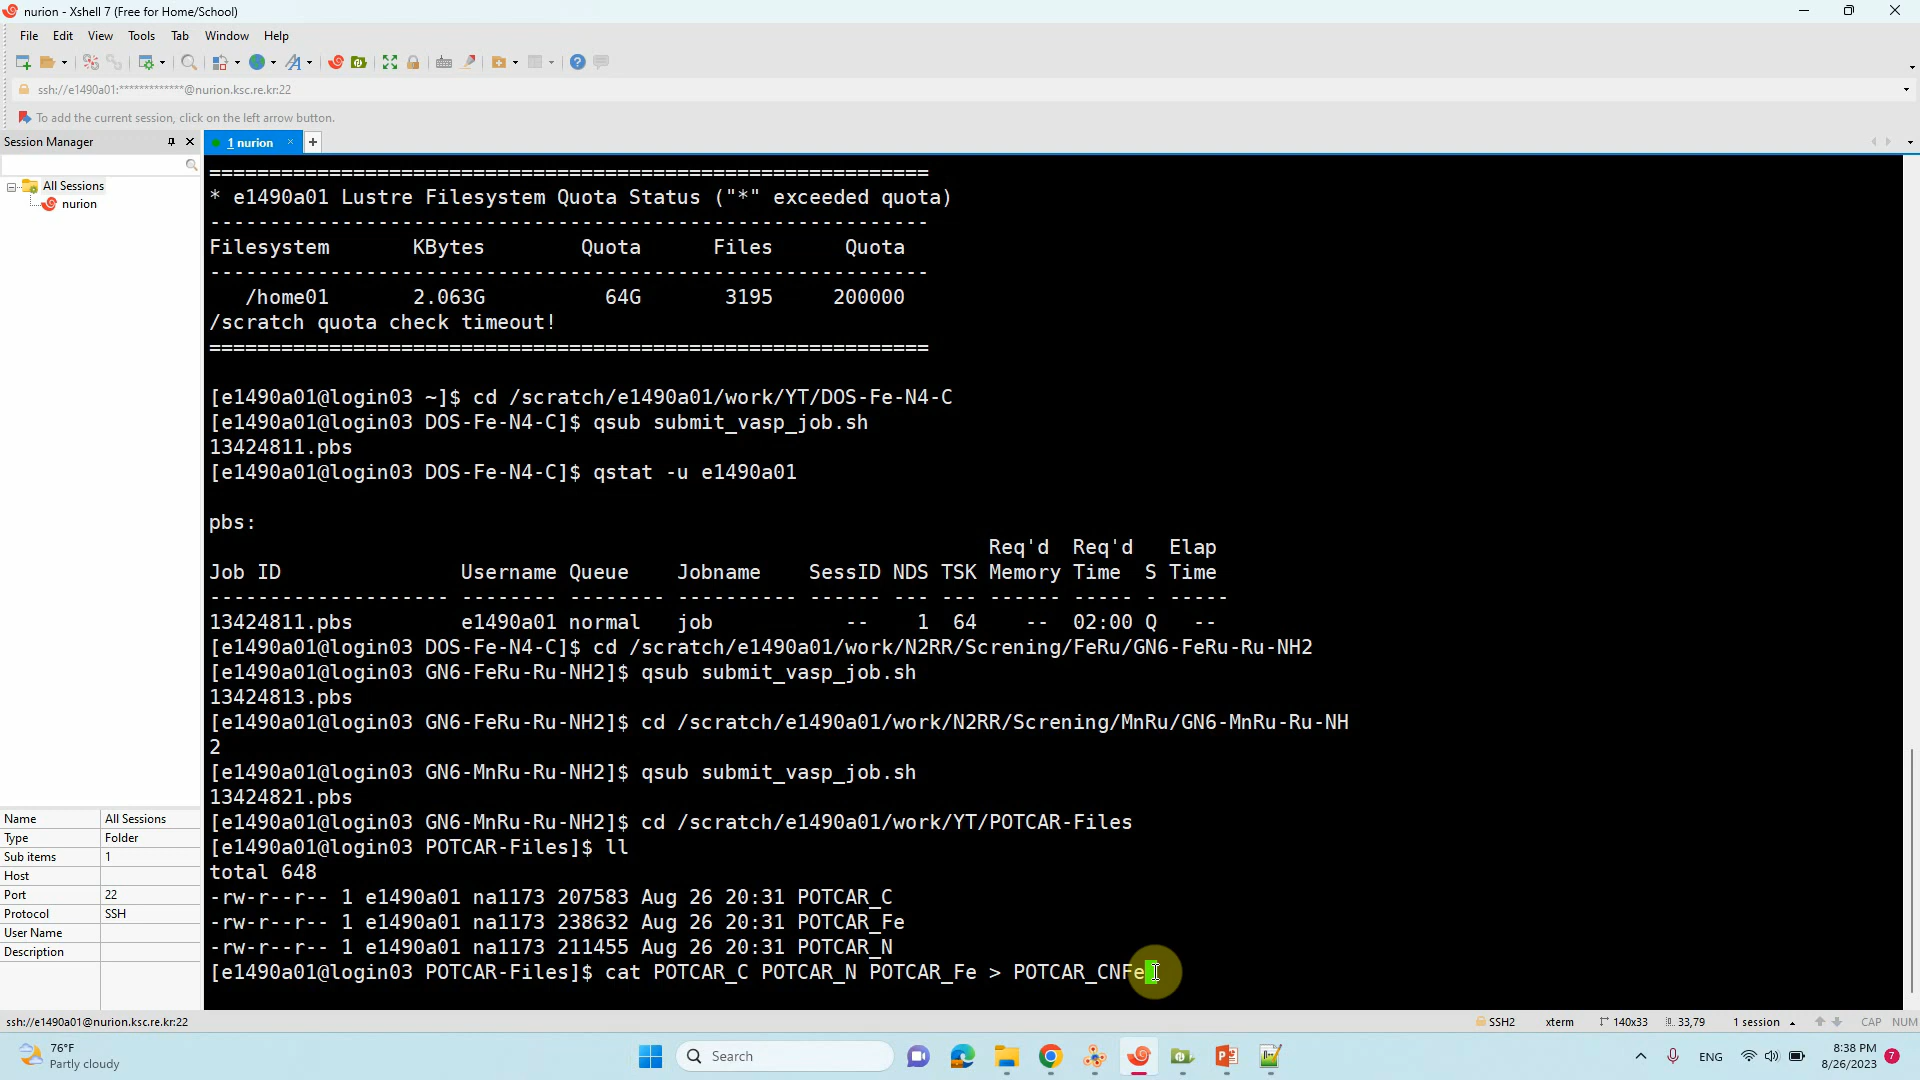 nurion - Xshell 7 (Free for Home/School)
File Edit View Tools Tab Window Help
ssh://e1490a01:*************@nurion.ksc.re.kr:22
To add the current session, click on the left arrow button.
Session Manager
1 nurion
All Sessions
nurion
============================================================
* e1490a01 Lustre Filesystem Quota Status ("*" exceeded quota)
------------------------------------------------------------
Filesystem KBytes Quota Files Quota
------------------------------------------------------------
/home01 2.063G 64G 3195 200000
/scratch quota check timeout!
============================================================
[e1490a01@login03 ~]$ cd /scratch/e1490a01/work/YT/DOS-Fe-N4-C
[e1490a01@login03 DOS-Fe-N4-C]$ qsub submit_vasp_job.sh
13424811.pbs
[e1490a01@login03 DOS-Fe-N4-C]$ qstat -u e1490a01
pbs:
Req'd Req'd Elap
Job ID Username Queue Jobname SessID NDS TSK Memory Time S Time
-------------------- -------- -------- ---------- ------ --- --- ------ ----- - -----
13424811.pbs e1490a01 normal job -- 1 64 -- 02:00 Q --
[e1490a01@login03 DOS-Fe-N4-C]$ cd /scratch/e1490a01/work/N2RR/Screning/FeRu/GN6-FeRu-Ru-NH2
[e1490a01@login03 GN6-FeRu-Ru-NH2]$ qsub submit_vasp_job.sh
13424813.pbs
[e1490a01@login03 GN6-FeRu-Ru-NH2]$ cd /scratch/e1490a01/work/N2RR/Screning/MnRu/GN6-MnRu-Ru-NH
2
[e1490a01@login03 GN6-MnRu-Ru-NH2]$ qsub submit_vasp_job.sh
13424821.pbs
[e1490a01@login03 GN6-MnRu-Ru-NH2]$ cd /scratch/e1490a01/work/YT/POTCAR-Files
[e1490a01@login03 POTCAR-Files]$ ll
total 648
-rw-r--r-- 1 e1490a01 na1173 207583 Aug 26 20:31 POTCAR_C
-rw-r--r-- 1 e1490a01 na1173 238632 Aug 26 20:31 POTCAR_Fe
-rw-r--r-- 1 e1490a01 na1173 211455 Aug 26 20:31 POTCAR_N
[e1490a01@login03 POTCAR-Files]$ cat POTCAR_C POTCAR_N POTCAR_Fe > POTCAR_CNFe
Name All Sessions
Type Folder
Sub items 1
Host
Port 22
Protocol SSH
User Name
Description
ssh://e1490a01@nurion.ksc.re.kr:22 SSH2 xterm 140x33 33,79 1 session CAP NUM
76°F
Partly cloudy
Search
ENG
8:38 PM
8/26/2023
7